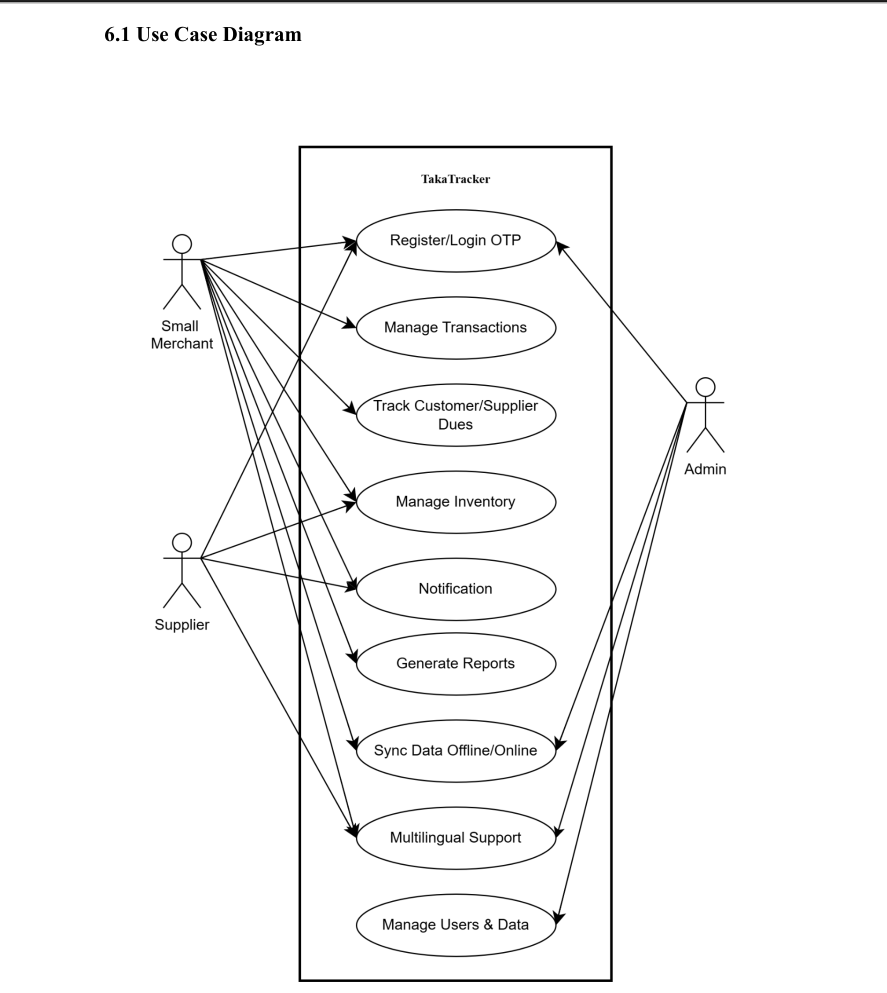 6.1 Use Case Diagram
TakaTracker
Register/Login OTP
Small
Merchant
Manage Transactions
Track Customer/Supplier
Dues
Admin
Manage Inventory
Supplier
Notification
Generate Reports
Sync Data Offline/Online
Multilingual Support
Manage Users & Data